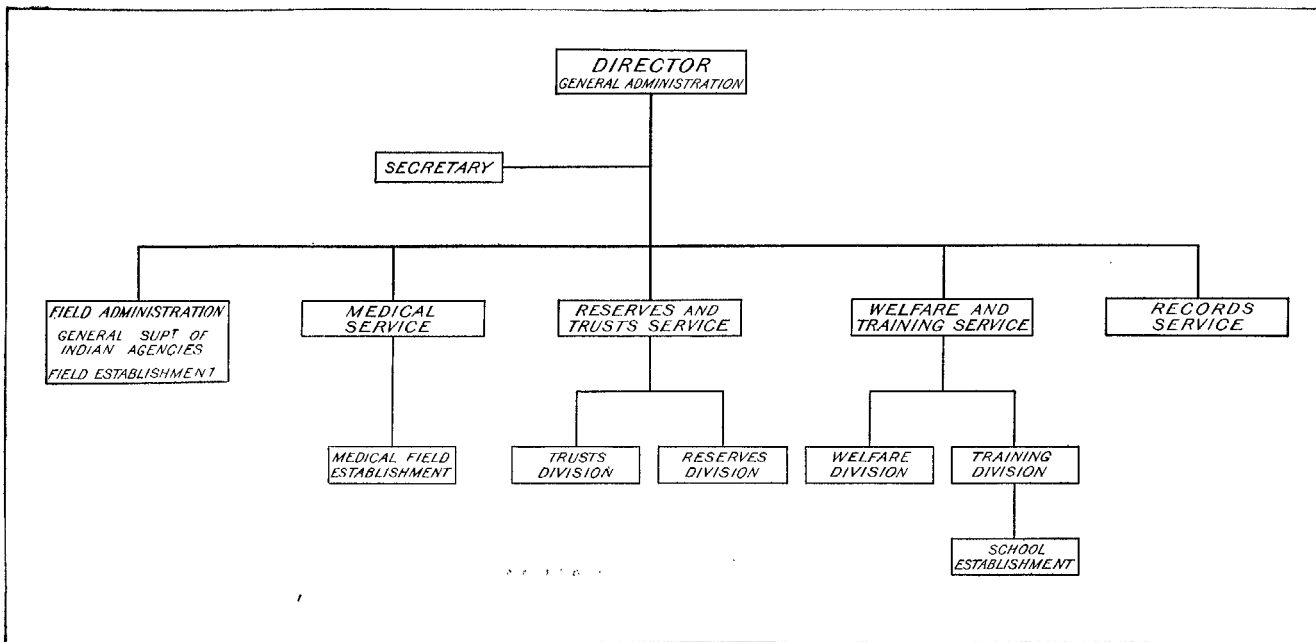 DIRECTOR
GENERAL ADMINISTRATION
SECRETARY
FIELD ADMINISTRATION
GENERAL SUPT OF
INDIAN AGENCIES
FIELD ESTABLISHMENT
MEDICAL
SERVICE
RESERVES AND
TRUSTS SERVICE
WELFARE AND
TRAINING SERVICE
RECORDS
SERVICE
MEDICAL FIELD
ESTABLISHMENT
TRUSTS
DIVISION
RESERVES
DIVISION
WELFARE
DIVISION
TRAINING
DIVISION
SCHOOL
ESTABLISHMENT